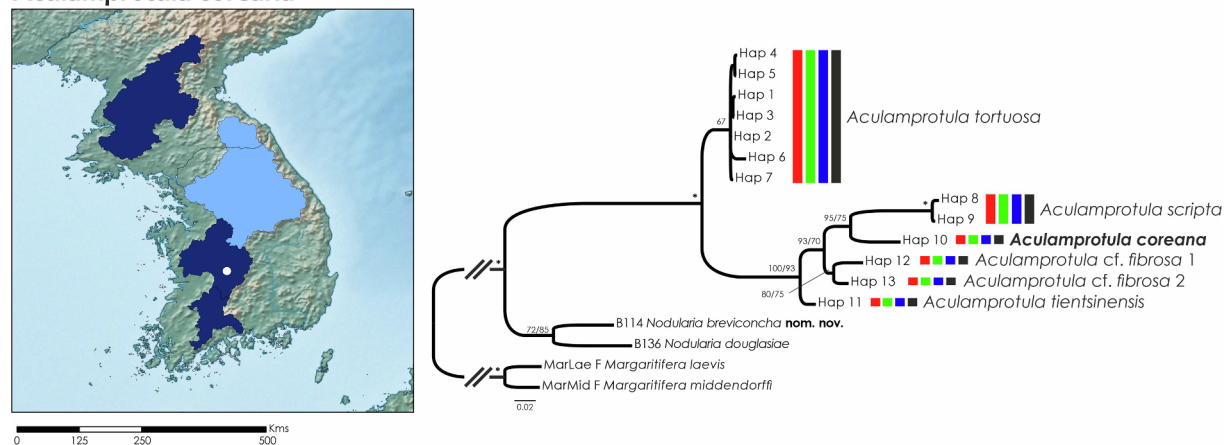 Kms
0 125 250 500
Hap 4
Hap 5
Hap 1
Hap 3
Hap 2
Hap 6
Hap 7
67
Aculamprotula tortuosa
*
Hap 8
Hap 9
*
Aculamprotula scripta
95/75
Hap 10 Aculamprotula coreana
93/70
Hap 12 Aculamprotula cf. fibrosa 1
100/93
Hap 13 Aculamprotula cf. fibrosa 2
80/75
Hap 11 Aculamprotula tientsinensis
*
B114 Nodularia breviconcha nom. nov.
72/85
B136 Nodularia douglasiae
MarLae F Margaritifera laevis
*
MarMid F Margaritifera middendorffi
0.02